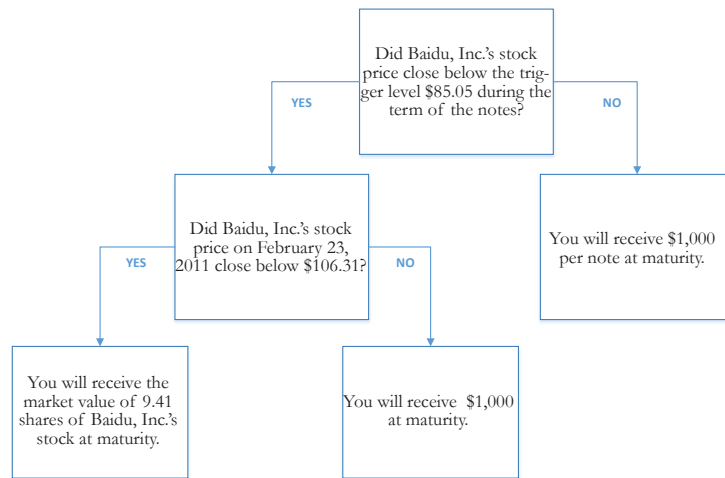 Did Baidu, Inc.'s stock
price close below the trig-
ger level $85.05 during the
term of the notes?
YES
NO
Did Baidu, Inc.'s stock
price on February 23,
2011 close below $106.31?
You will receive $1,000
per note at maturity.
YES
NO
You will receive the
market value of 9.41
shares of Baidu, Inc.'s
stock at maturity.
You will receive $1,000
at maturity.